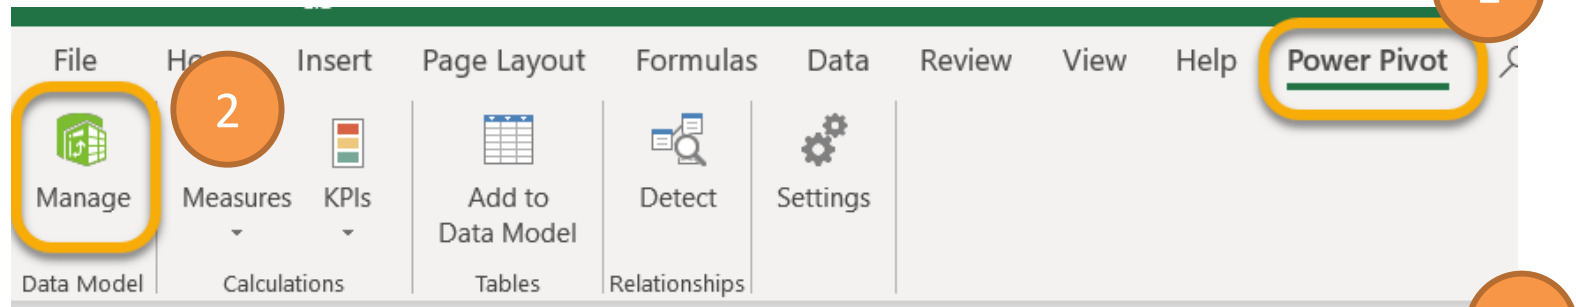 File Insert Page Layout Formulas Data Review View Help Power Pivot
2
Manage Measures KPIs Add to Data Model Detect Settings
Data Model Calculations Tables Relationships